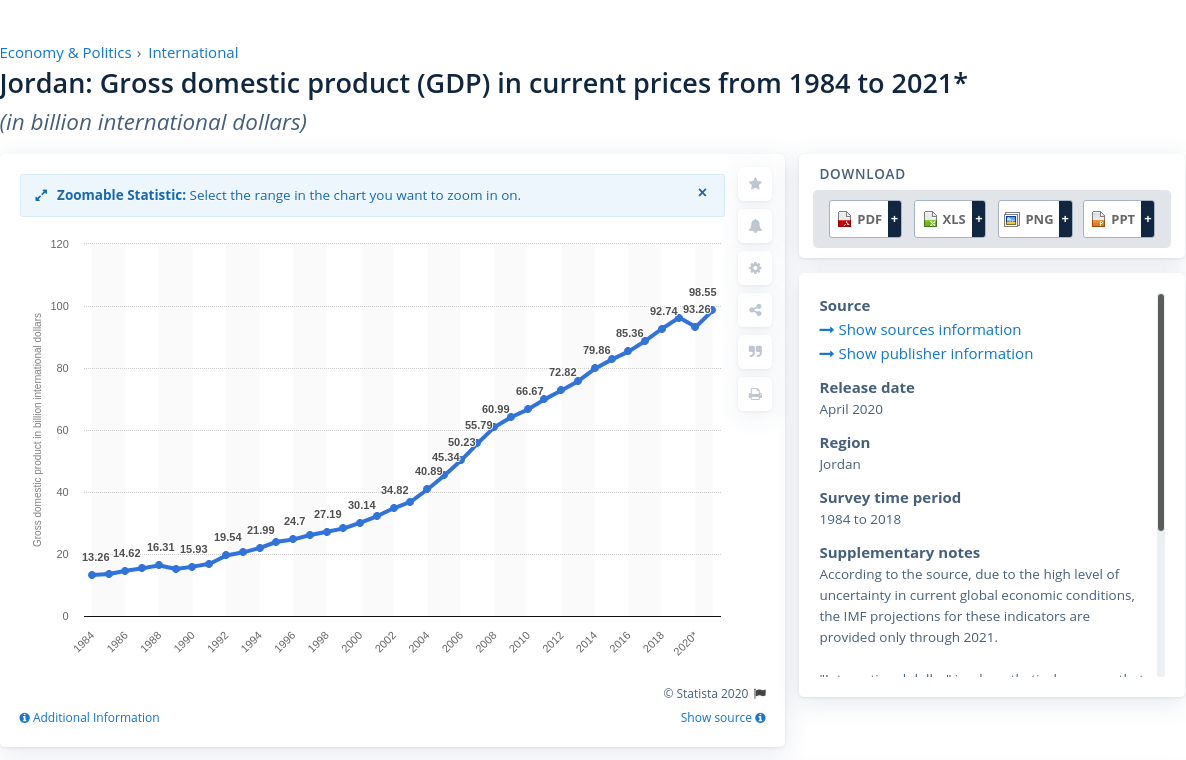 Economy & Politics › International
Jordan: Gross domestic product (GDP) in current prices from 1984 to 2021*
(in billion international dollars)
Zoomable Statistic: Select the range in the chart you want to zoom in on. ×
Gross domestic product in billion international dollars
120
100
80
60
40
20
0
13.26 14.62 16.31 15.93 19.54 21.99 24.7 27.19 30.14 34.82 40.89 45.34 50.23 55.79 60.99 66.67 72.82 79.86 85.36 92.74 93.26 98.55
1984 1986 1988 1990 1992 1994 1996 1998 2000 2002 2004 2006 2008 2010 2012 2014 2016 2018 2020*
© Statista 2020
Additional Information Show source
DOWNLOAD
PDF + XLS + PNG + PPT +
Source
Show sources information
Show publisher information
Release date
April 2020
Region
Jordan
Survey time period
1984 to 2018
Supplementary notes
According to the source, due to the high level of
uncertainty in current global economic conditions,
the IMF projections for these indicators are
provided only through 2021.